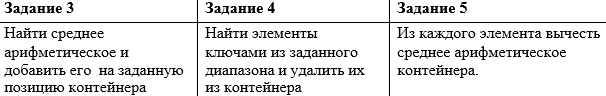 Задание 3
Найти среднее
арифметическое и
добавить его на заданную
позицию контейнера
Задание 4
Найти элементы
ключами из заданного
диапазона и удалить их
из контейнера
Задание 5
Из каждого элемента вычесть
среднее арифметическое
контейнера.